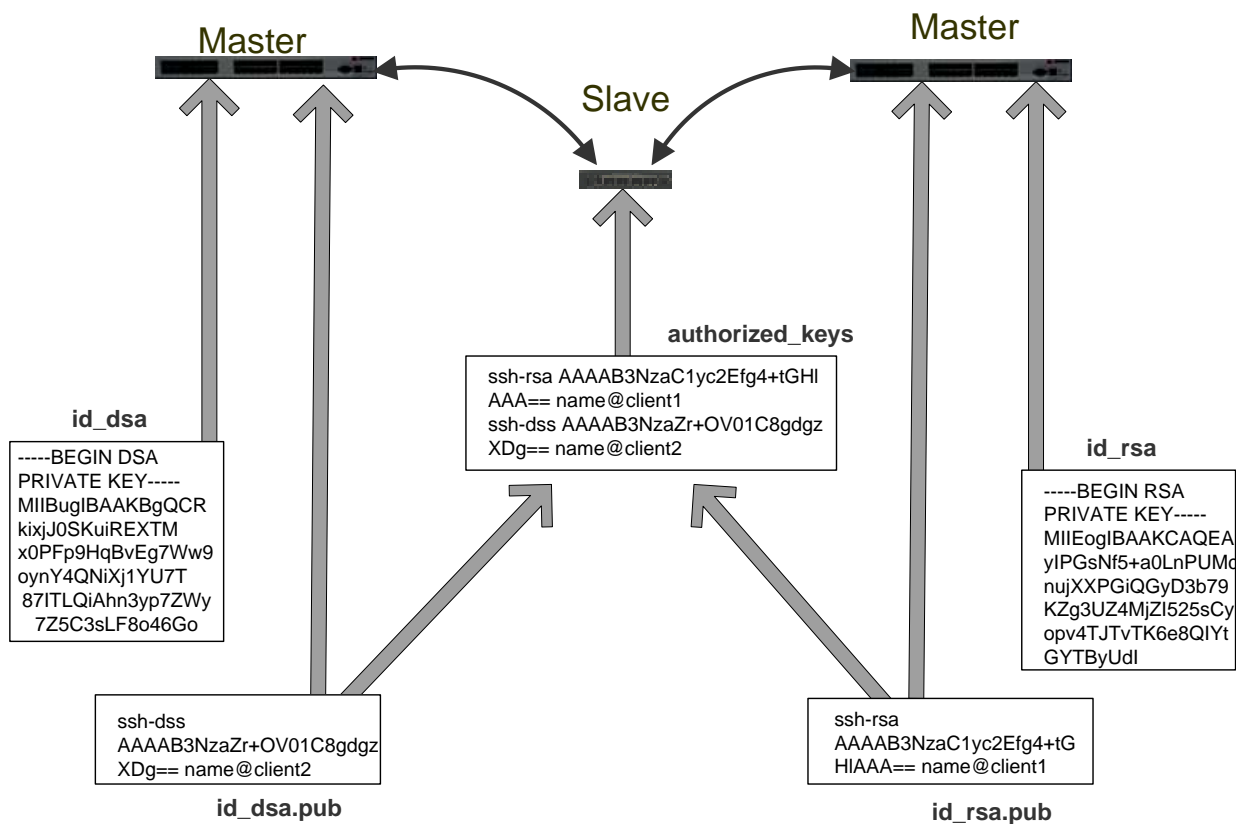 Master
Master
Slave
authorized_keys
ssh-rsa AAAAB3NzaC1yc2Efg4+tGHI
AAA== name@client1
ssh-dss AAAAB3NzaZr+OV01C8gdgz
XDg== name@client2
id_dsa
-----BEGIN DSA
PRIVATE KEY-----
MIIBugIBAAKBgQCR
kixjJ0SKuiREXTM
x0PFp9HqBvEg7Ww9
oynY4QNiXj1YU7T
87ITLQiAhn3yp7ZWy
7Z5C3sLF8o46Go
id_rsa
-----BEGIN RSA
PRIVATE KEY-----
MIIEogIBAAKCAQEA
yIPGsNf5+a0LnPUMc
nujXXPGiQGyD3b79
KZg3UZ4MjZI525sCy
opv4TJTvTK6e8QIYt
GYTByUdI
ssh-dss
AAAAB3NzaZr+OV01C8gdgz
XDg== name@client2
id_dsa.pub
ssh-rsa
AAAAB3NzaC1yc2Efg4+tG
HIAAA== name@client1
id_rsa.pub